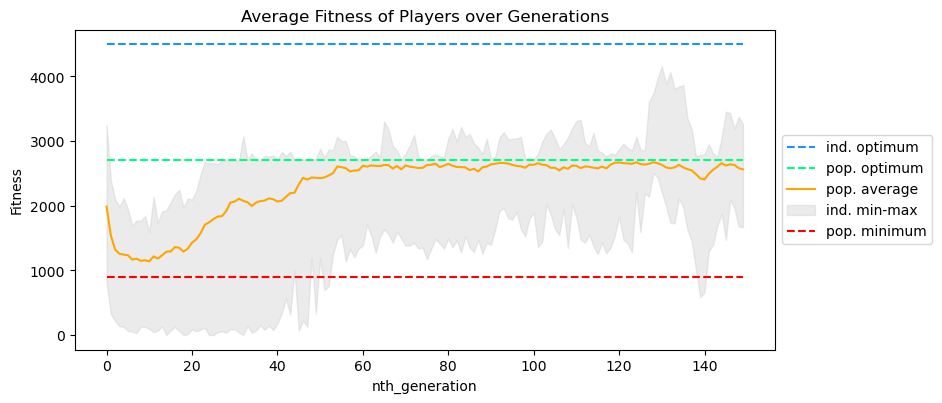 Average Fitness of Players over Generations
Fitness
4000
3000
2000
1000
0
0 20 40 60 80 100 120 140
nth_generation
ind. optimum
pop. optimum
pop. average
ind. min-max
pop. minimum